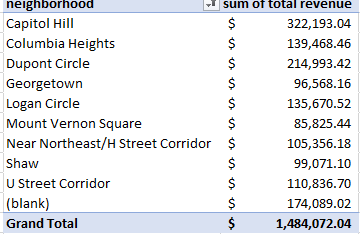 neighborhood sum of total revenue
Capitol Hill $ 322,193.04
Columbia Heights $ 139,468.46
Dupont Circle $ 214,993.42
Georgetown $ 96,568.16
Logan Circle $ 135,670.52
Mount Vernon Square $ 85,825.44
Near Northeast/H Street Corridor $ 105,356.18
Shaw $ 99,071.10
U Street Corridor $ 110,836.70
(blank) $ 174,089.02
Grand Total $ 1,484,072.04